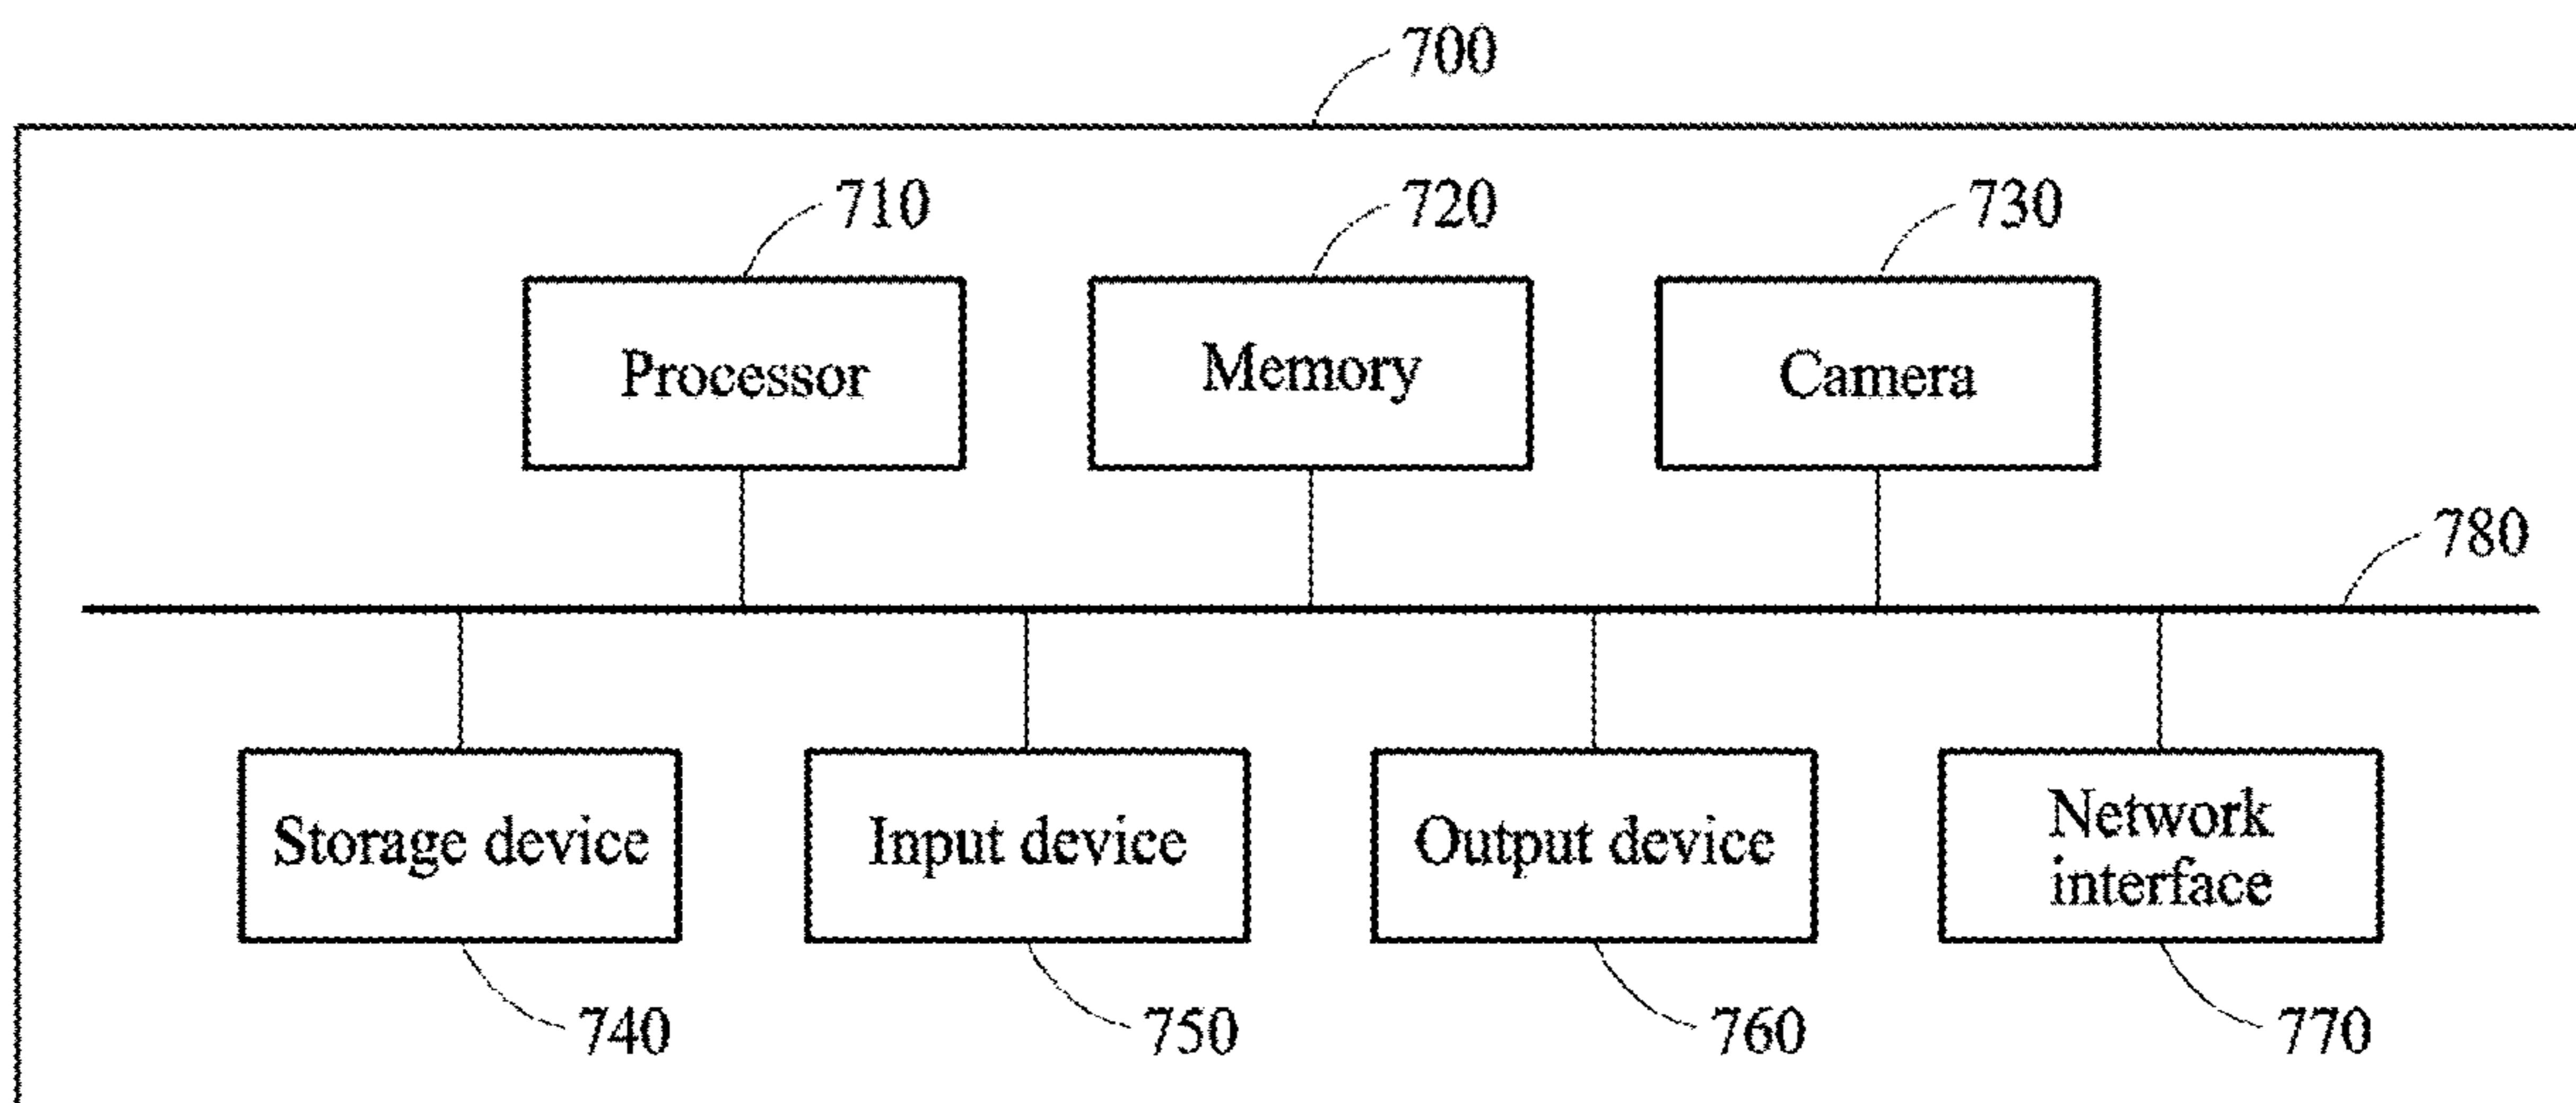 700
710
720
730
Processor
Memory
Camera
780
Storage device
Input device
Output device
Network
interface
740
750
760
770